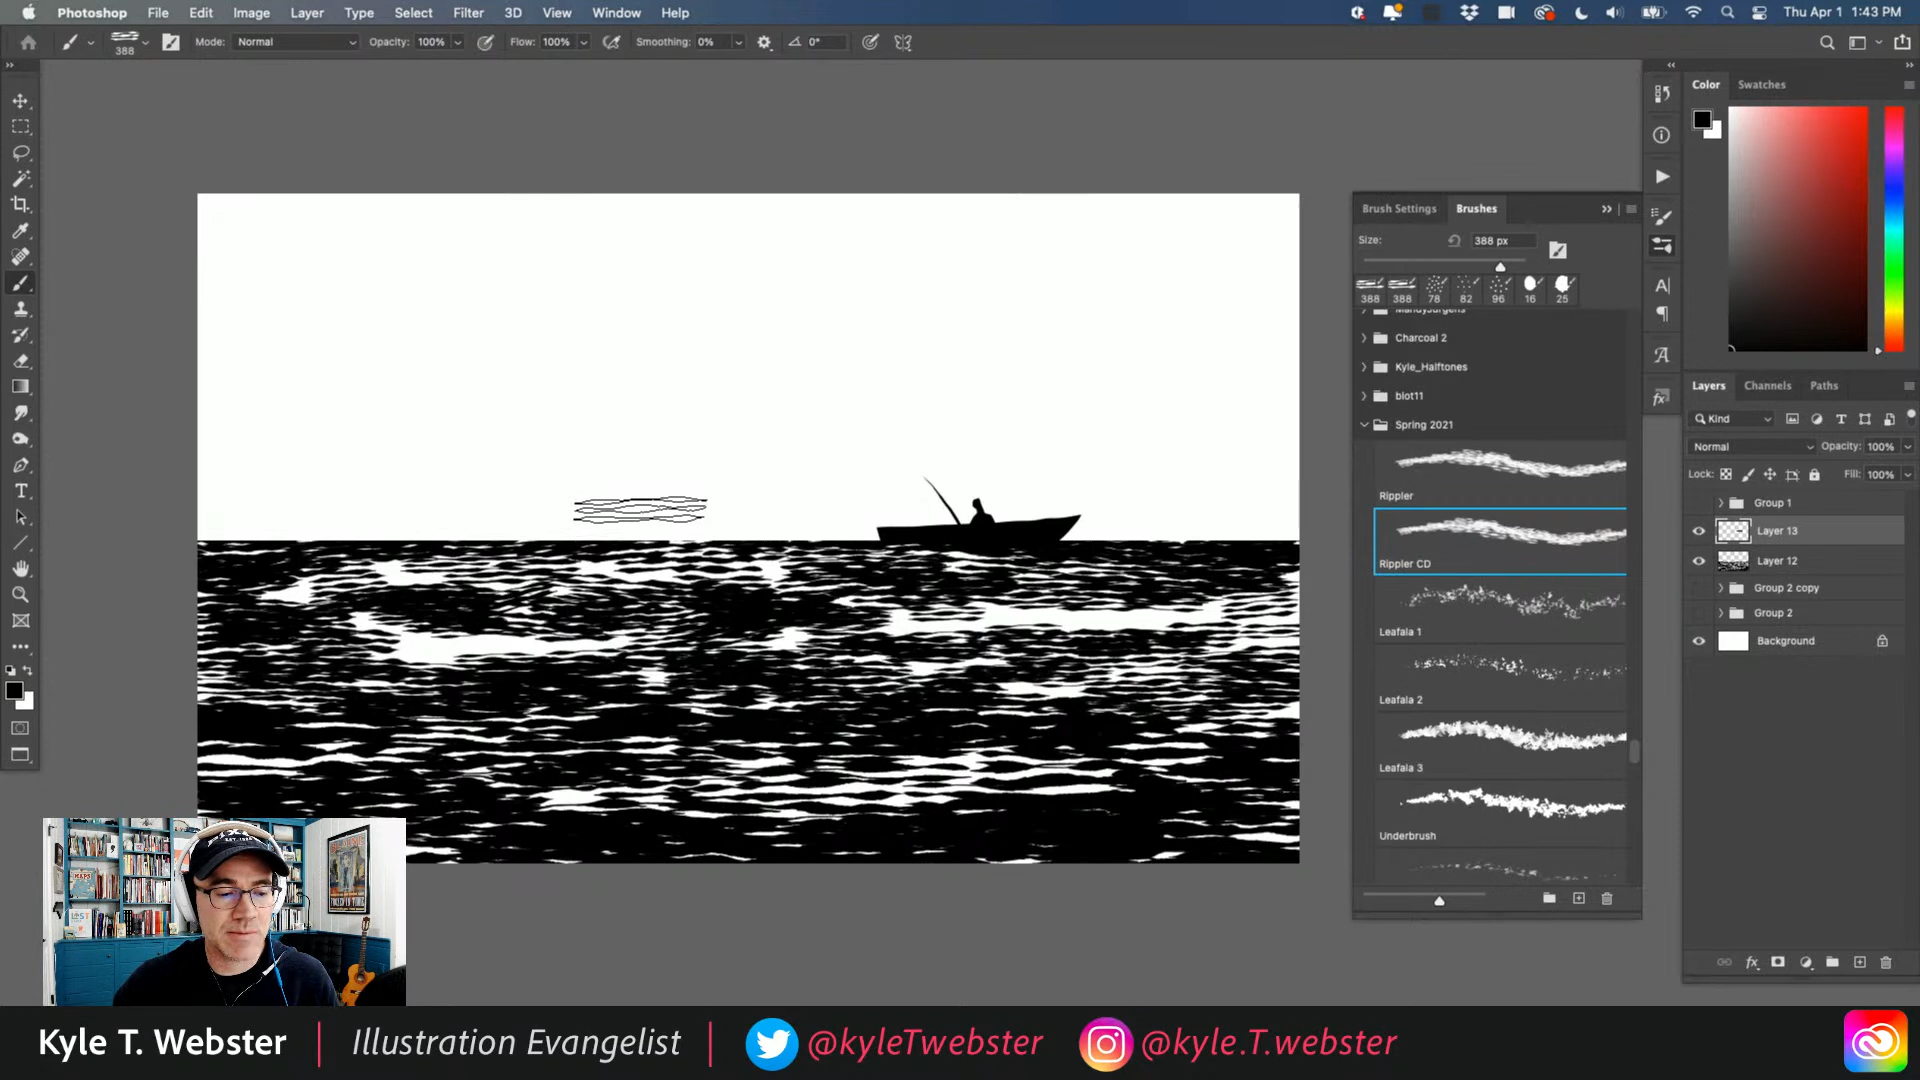 Photoshop File Edit Image Layer Type Select Filter 3D View Window Help Thu Apr 1 1:43 PM
388 Mode: Normal Opacity: 100% Flow: 100% Smoothing: 0% 0°
Color Swatches
Brush Settings Brushes
Size: 388 px
388 388 78 82 96 16 25
Charcoal 2
Kyle_Halftones
blot11
Spring 2021
Rippler
Rippler CD
Leafala 1
Leafala 2
Leafala 3
Underbrush
Layers Channels Paths
Kind
Normal Opacity: 100%
Lock: Fill: 100%
Group 1
Layer 13
Layer 12
Group 2 copy
Group 2
Background
Kyle T. Webster | Illustration Evangelist | @kyleTwebster @kyle.T.webster